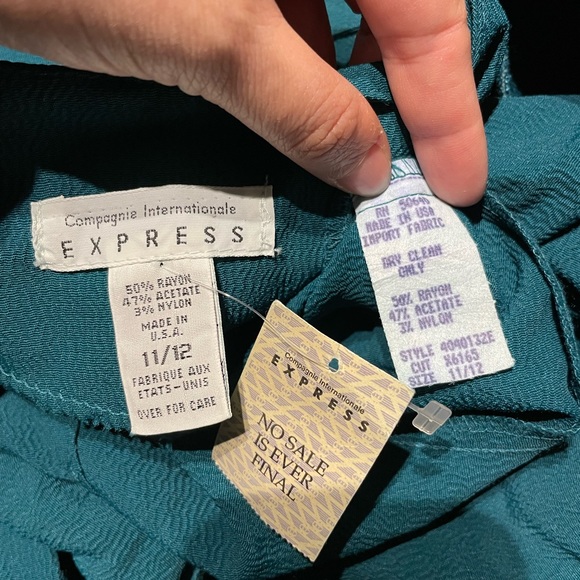 Compagnie Internationale
EXPRESS
50% RAYON
47% ACETATE
3% NYLON
MADE IN
U.S.A.
11/12
FABRIQUE AUX
ETATS-UNIS
OVER FOR CARE
Compagnie Internationale
EXPRESS
NO SALE
IS EVER
FINAL
RN
MADE IN USA
IMPORT FABRIC
DRY CLEAN
ONLY
50% RAYON
47% ACETATE
3% NYLON
STYLE 4040132E
CUT X6165
SIZE 11/12